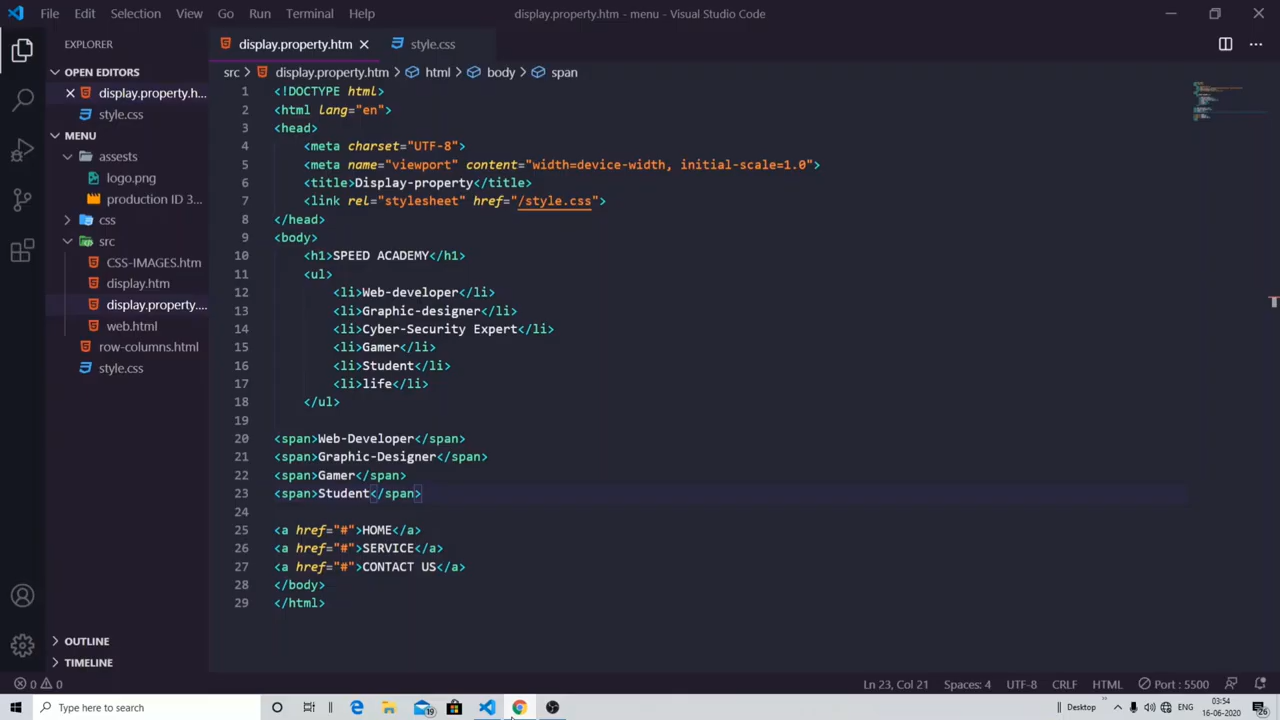 File Edit Selection View Go Run Terminal Help display.property.htm - menu - Visual Studio Code
EXPLORER
display.property.htm style.css
OPEN EDITORS
display.property.h...
style.css
MENU
assests
logo.png
production ID 3...
css
src
CSS-IMAGES.htm
display.htm
display.property....
web.html
row-columns.html
style.css
OUTLINE
TIMELINE
src > display.property.htm > html > body > span
1 <!DOCTYPE html>
2 <html lang="en">
3 <head>
4 <meta charset="UTF-8">
5 <meta name="viewport" content="width=device-width, initial-scale=1.0">
6 <title>Display-property</title>
7 <link rel="stylesheet" href="/style.css">
8 </head>
9 <body>
10 <h1>SPEED ACADEMY</h1>
11 <ul>
12 <li>Web-developer</li>
13 <li>Graphic-designer</li>
14 <li>Cyber-Security Expert</li>
15 <li>Gamer</li>
16 <li>Student</li>
17 <li>life</li>
18 </ul>
19
20 <span>Web-Developer</span>
21 <span>Graphic-Designer</span>
22 <span>Gamer</span>
23 <span>Student</span>
24
25 <a href="#">HOME</a>
26 <a href="#">SERVICE</a>
27 <a href="#">CONTACT US</a>
28 </body>
29 </html>
0 0 Ln 23, Col 21 Spaces: 4 UTF-8 CRLF HTML Port : 5500
Type here to search 19 Desktop ENG 03:54
16-06-2020 26